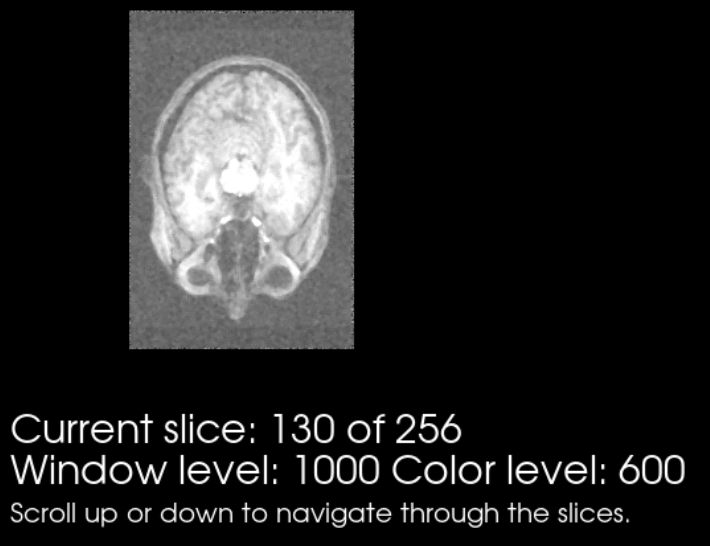 Current slice: 130 of 256
Window level: 1000 Color level: 600
Scroll up or down to navigate through the slices.